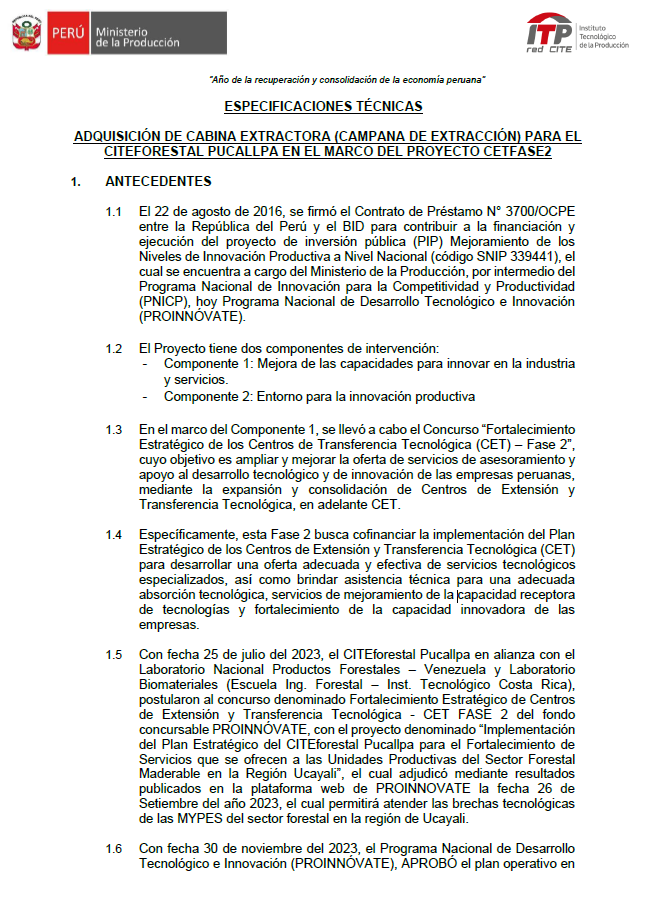 PERÚ
Ministerio
de la Producción
ITP
red CITE
Instituto
Tecnológico
de la Producción
"Año de la recuperación y consolidación de la economía peruana"
ESPECIFICACIONES TÉCNICAS
ADQUISICIÓN DE CABINA EXTRACTORA (CAMPANA DE EXTRACCIÓN) PARA EL
CITEFORESTAL PUCALLPA EN EL MARCO DEL PROYECTO CETFASE2
1. ANTECEDENTES
1.1 El 22 de agosto de 2016, se firmó el Contrato de Préstamo N° 3700/OCPE
entre la República del Perú y el BID para contribuir a la financiación y
ejecución del proyecto de inversión pública (PIP) Mejoramiento de los
Niveles de Innovación Productiva a Nivel Nacional (código SNIP 339441), el
cual se encuentra a cargo del Ministerio de la Producción, por intermedio del
Programa Nacional de Innovación para la Competitividad y Productividad
(PNICP), hoy Programa Nacional de Desarrollo Tecnológico e Innovación
(PROINNÓVATE).
1.2 El Proyecto tiene dos componentes de intervención:
- Componente 1: Mejora de las capacidades para innovar en la industria
y servicios.
- Componente 2: Entorno para la innovación productiva
1.3 En el marco del Componente 1, se llevó a cabo el Concurso “Fortalecimiento
Estratégico de los Centros de Transferencia Tecnológica (CET) – Fase 2”,
cuyo objetivo es ampliar y mejorar la oferta de servicios de asesoramiento y
apoyo al desarrollo tecnológico y de innovación de las empresas peruanas,
mediante la expansión y consolidación de Centros de Extensión y
Transferencia Tecnológica, en adelante CET.
1.4 Específicamente, esta Fase 2 busca cofinanciar la implementación del Plan
Estratégico de los Centros de Extensión y Transferencia Tecnológica (CET)
para desarrollar una oferta adecuada y efectiva de servicios tecnológicos
especializados, así como brindar asistencia técnica para una adecuada
absorción tecnológica, servicios de mejoramiento de la capacidad receptora
de tecnologías y fortalecimiento de la capacidad innovadora de las
empresas.
1.5 Con fecha 25 de julio del 2023, el CITEforestal Pucallpa en alianza con el
Laboratorio Nacional Productos Forestales – Venezuela y Laboratorio
Biomateriales (Escuela Ing. Forestal – Inst. Tecnológico Costa Rica),
postularon al concurso denominado Fortalecimiento Estratégico de Centros
de Extensión y Transferencia Tecnológica - CET FASE 2 del fondo
concursable PROINNÓVATE, con el proyecto denominado “Implementación
del Plan Estratégico del CITEforestal Pucallpa para el Fortalecimiento de
Servicios que se ofrecen a las Unidades Productivas del Sector Forestal
Maderable en la Región Ucayali”, el cual adjudicó mediante resultados
publicados en la plataforma web de PROINNOVATE la fecha 26 de
Setiembre del año 2023, el cual permitirá atender las brechas tecnológicas
de las MYPES del sector forestal en la región de Ucayali.
1.6 Con fecha 30 de noviembre del 2023, el Programa Nacional de Desarrollo
Tecnológico e Innovación (PROINNÓVATE), APROBÓ el plan operativo en